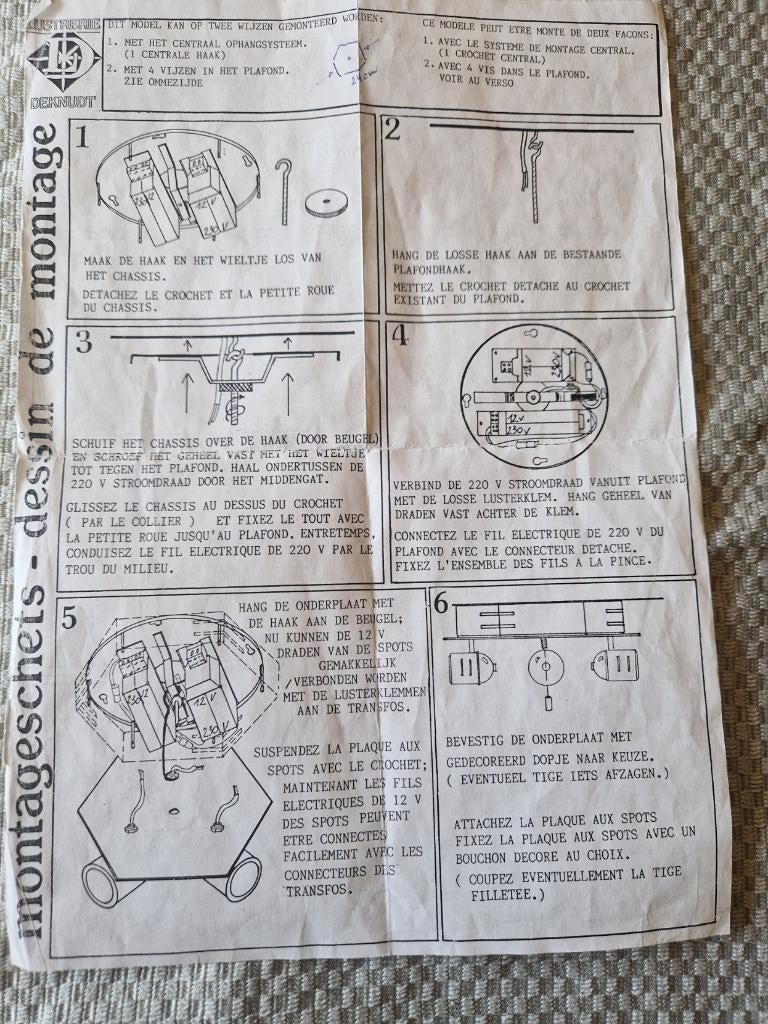 LUSTRERIE
DEKNUDT
montageschets - dessin de montage
DIT MODEL KAN OP TWEE WIJZEN GEMONTEERD WORDEN:
1. MET HET CENTRAAL OPHANGSYSTEEM.
(1 CENTRALE HAAK)
2. MET 4 VIJZEN IN HET PLAFOND.
ZIE OMMEZIJDE
24 cm
CE MODELE PEUT ETRE MONTE DE DEUX FACONS:
1. AVEC LE SYSTEME DE MONTAGE CENTRAL.
(1 CROCHET CENTRAL)
2. AVEC 4 VIS DANS LE PLAFOND.
VOIR AU VERSO
1
230V
12V
230V
MAAK DE HAAK EN HET WIELTJE LOS VAN
HET CHASSIS.
DETACHEZ LE CROCHET ET LA PETITE ROUE
DU CHASSIS.
2
HANG DE LOSSE HAAK AAN DE BESTAANDE
PLAFONDHAAK.
METTEZ LE CROCHET DETACHE AU CROCHET
EXISTANT DU PLAFOND.
3
SCHUIF HET CHASSIS OVER DE HAAK (DOOR BEUGEL)
EN SCHROEF HET GEHEEL VAST MET HET WIELTJE
TOT TEGEN HET PLAFOND. HAAL ONDERTUSSEN DE
220 V STROOMDRAAD DOOR HET MIDDENGAT.
GLISSEZ LE CHASSIS AU DESSUS DU CROCHET
( PAR LE COLLIER ) ET FIXEZ LE TOUT AVEC
LA PETITE ROUE JUSQU'AU PLAFOND. ENTRETEMPS,
CONDUISEZ LE FIL ELECTRIQUE DE 220 V PAR LE
TROU DU MILIEU.
4
12V
230V
12V
230V
VERBIND DE 220 V STROOMDRAAD VANUIT PLAFOND
MET DE LOSSE LUSTERKLEM. HANG GEHEEL VAN
DRADEN VAST ACHTER DE KLEM.
CONNECTEZ LE FIL ELECTRIQUE DE 220 V DU
PLAFOND AVEC LE CONNECTEUR DETACHE.
FIXEZ L'ENSEMBLE DES FILS A LA PINCE.
5
12V
230V
HANG DE ONDERPLAAT MET
DE HAAK AAN DE BEUGEL;
NU KUNNEN DE 12 V
DRADEN VAN DE SPOTS
GEMAKKELIJK
VERBONDEN WORDEN
MET DE LUSTERKLEMMEN
AAN DE TRANSFOS.
SUSPENDEZ LA PLAQUE AUX
SPOTS AVEC LE CROCHET;
MAINTENANT LES FILS
ELECTRIQUES DE 12 V
DES SPOTS PEUVENT
ETRE CONNECTES
FACILEMENT AVEC LES
CONNECTEURS DES
TRANSFOS.
6
BEVESTIG DE ONDERPLAAT MET
GEDECOREERD DOPJE NAAR KEUZE.
( EVENTUEEL TIGE IETS AFZAGEN.)
ATTACHEZ LA PLAQUE AUX SPOTS
FIXEZ LA PLAQUE AUX SPOTS AVEC UN
BOUCHON DECORE AU CHOIX.
( COUPEZ EVENTUELLEMENT LA TIGE
FILLETEE.)